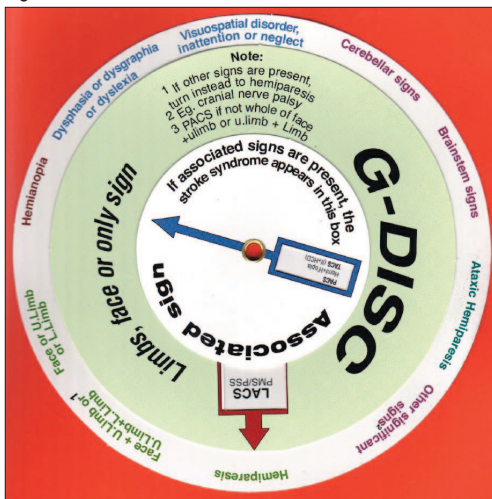 Visuospatial disorder,
inattention or neglect
Dysphasia or dysgraphia
or dyslexia
Hemianopia
Face or U.Limb
or L.Limb
Face + U.Limb or¹
U.Limb+L.Limb
Hemiparesis
Other significant
signs²
Ataxic Hemiparesis
Brainstem signs
Cerebellar signs
Note:
1 If other signs are present,
turn instead to hemiparesis
2 Eg. cranial nerve palsy
3 PACS if not whole of face
+ulimb or u.limb + Limb
G-DISC
Limbs, face or only sign
If associated signs are present, the
stroke syndrome appears in this box
Associated sign
PACS
LACS
PMS/PSS